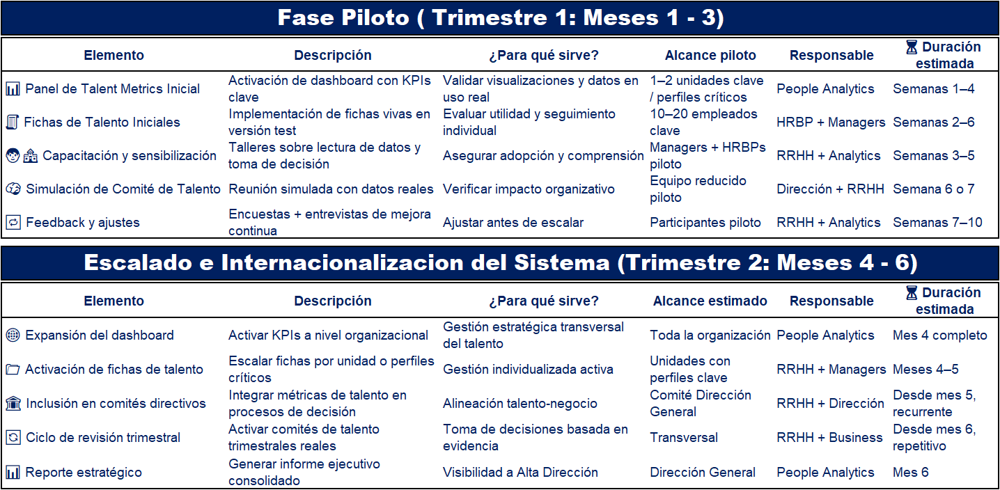 Fase Piloto ( Trimestre 1: Meses 1 - 3)
Elemento Descripción ¿Para qué sirve? Alcance piloto Responsable Duración estimada
Panel de Talent Metrics Inicial Activación de dashboard con KPIs clave Validar visualizaciones y datos en uso real 1–2 unidades clave / perfiles críticos People Analytics Semanas 1–4
Fichas de Talento Iniciales Implementación de fichas vivas en versión test Evaluar utilidad y seguimiento individual 10–20 empleados clave HRBP + Managers Semanas 2–6
Capacitación y sensibilización Talleres sobre lectura de datos y toma de decisión Asegurar adopción y comprensión Managers + HRBPs piloto RRHH + Analytics Semanas 3–5
Simulación de Comité de Talento Reunión simulada con datos reales Verificar impacto organizativo Equipo reducido piloto Dirección + RRHH Semana 6 o 7
Feedback y ajustes Encuestas + entrevistas de mejora continua Ajustar antes de escalar Participantes piloto RRHH + Analytics Semanas 7–10
Escalado e Internacionalizacion del Sistema (Trimestre 2: Meses 4 - 6)
Elemento Descripción ¿Para qué sirve? Alcance estimado Responsable Duración estimada
Expansión del dashboard Activar KPIs a nivel organizacional Gestión estratégica transversal del talento Toda la organización People Analytics Mes 4 completo
Activación de fichas de talento Escalar fichas por unidad o perfiles críticos Gestión individualizada activa Unidades con perfiles clave RRHH + Managers Meses 4–5
Inclusión en comités directivos Integrar métricas de talento en procesos de decisión Alineación talento-negocio Comité Dirección General RRHH + Dirección Desde mes 5, recurrente
Ciclo de revisión trimestral Activar comités de talento trimestrales reales Toma de decisiones basada en evidencia Transversal RRHH + Business Desde mes 6, repetitivo
Reporte estratégico Generar informe ejecutivo consolidado Visibilidad a Alta Dirección Dirección General People Analytics Mes 6